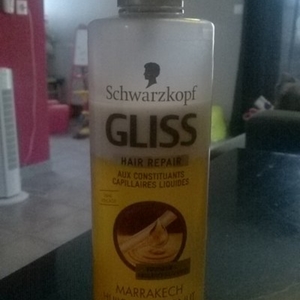 Schwarzkopf
GLISS
HAIR REPAIR
AUX CONSTITUANTS
CAPILLAIRES LIQUIDES
MARRAKECH